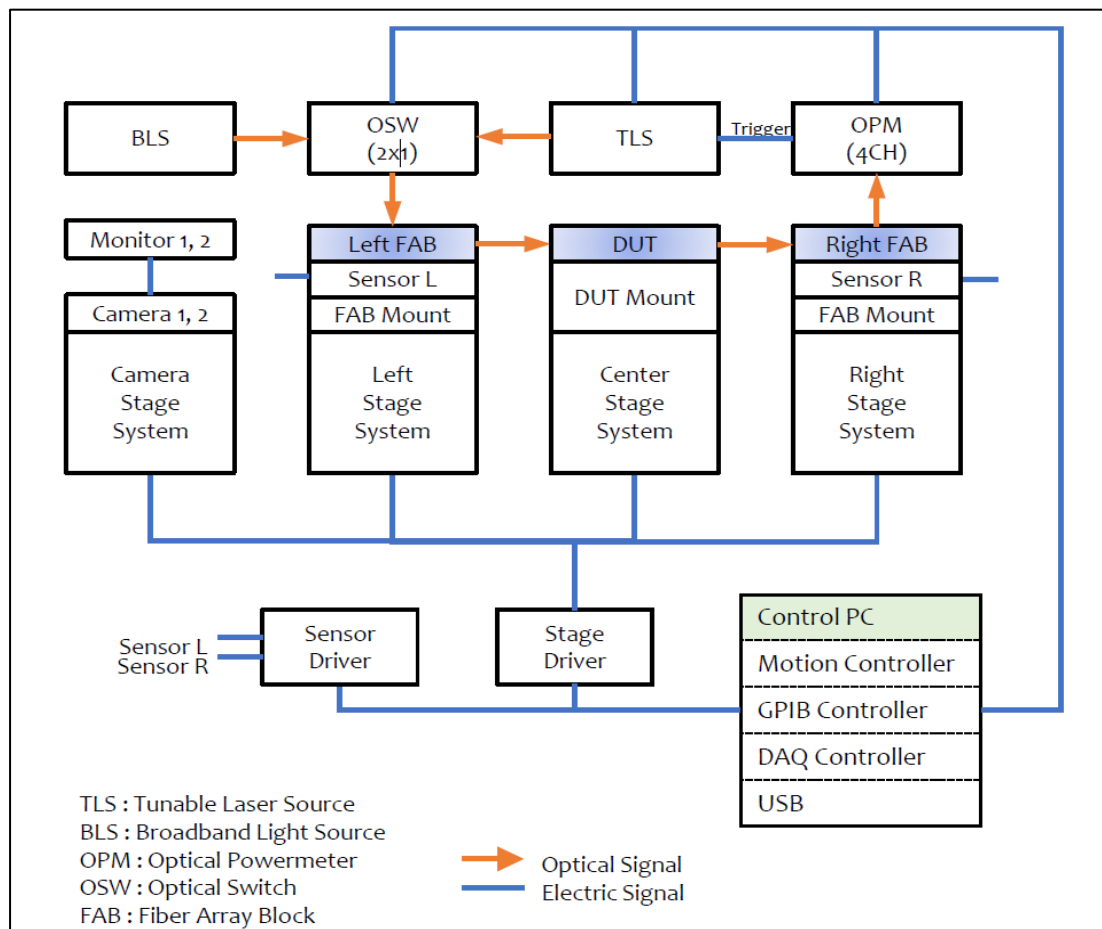 BLS
OSW
(2x1)
TLS
Trigger
OPM
(4CH)
Monitor 1, 2
Camera 1, 2
Camera
Stage
System
Left FAB
Sensor L
FAB Mount
Left
Stage
System
DUT
DUT Mount
Center
Stage
System
Right FAB
Sensor R
FAB Mount
Right
Stage
System
Sensor L
Sensor R
Sensor
Driver
Stage
Driver
Control PC
Motion Controller
GPIB Controller
DAQ Controller
USB
TLS : Tunable Laser Source
BLS : Broadband Light Source
OPM : Optical Powermeter
OSW : Optical Switch
FAB : Fiber Array Block
Optical Signal
Electric Signal